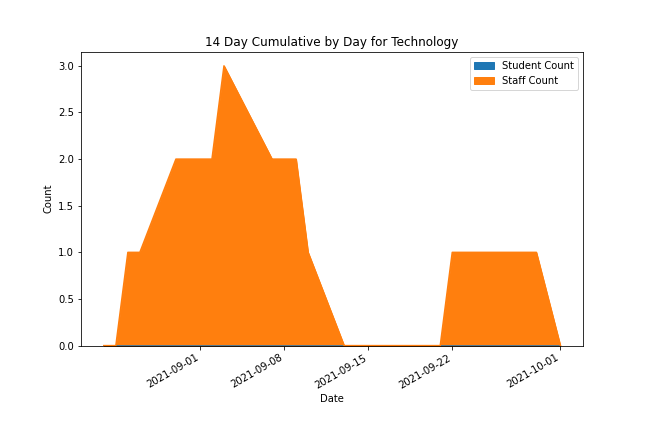 14 Day Cumulative by Day for Technology
Student Count
Staff Count
3.0
2.5
2.0
1.5
1.0
0.5
0.0
Count
2021-09-01
2021-09-08
2021-09-15
2021-09-22
2021-10-01
Date